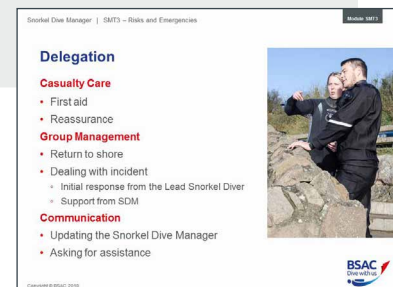 Snorkel Dive Manager | SMT3 – Risks and Emergencies
Module SMT3
Delegation
Casualty Care
• First aid
• Reassurance
Group Management
• Return to shore
• Dealing with incident
Initial response from the Lead Snorkel Diver
Support from SDM
Communication
• Updating the Snorkel Dive Manager
• Asking for assistance
BSAC
Dive with us
Copyright © BSAC